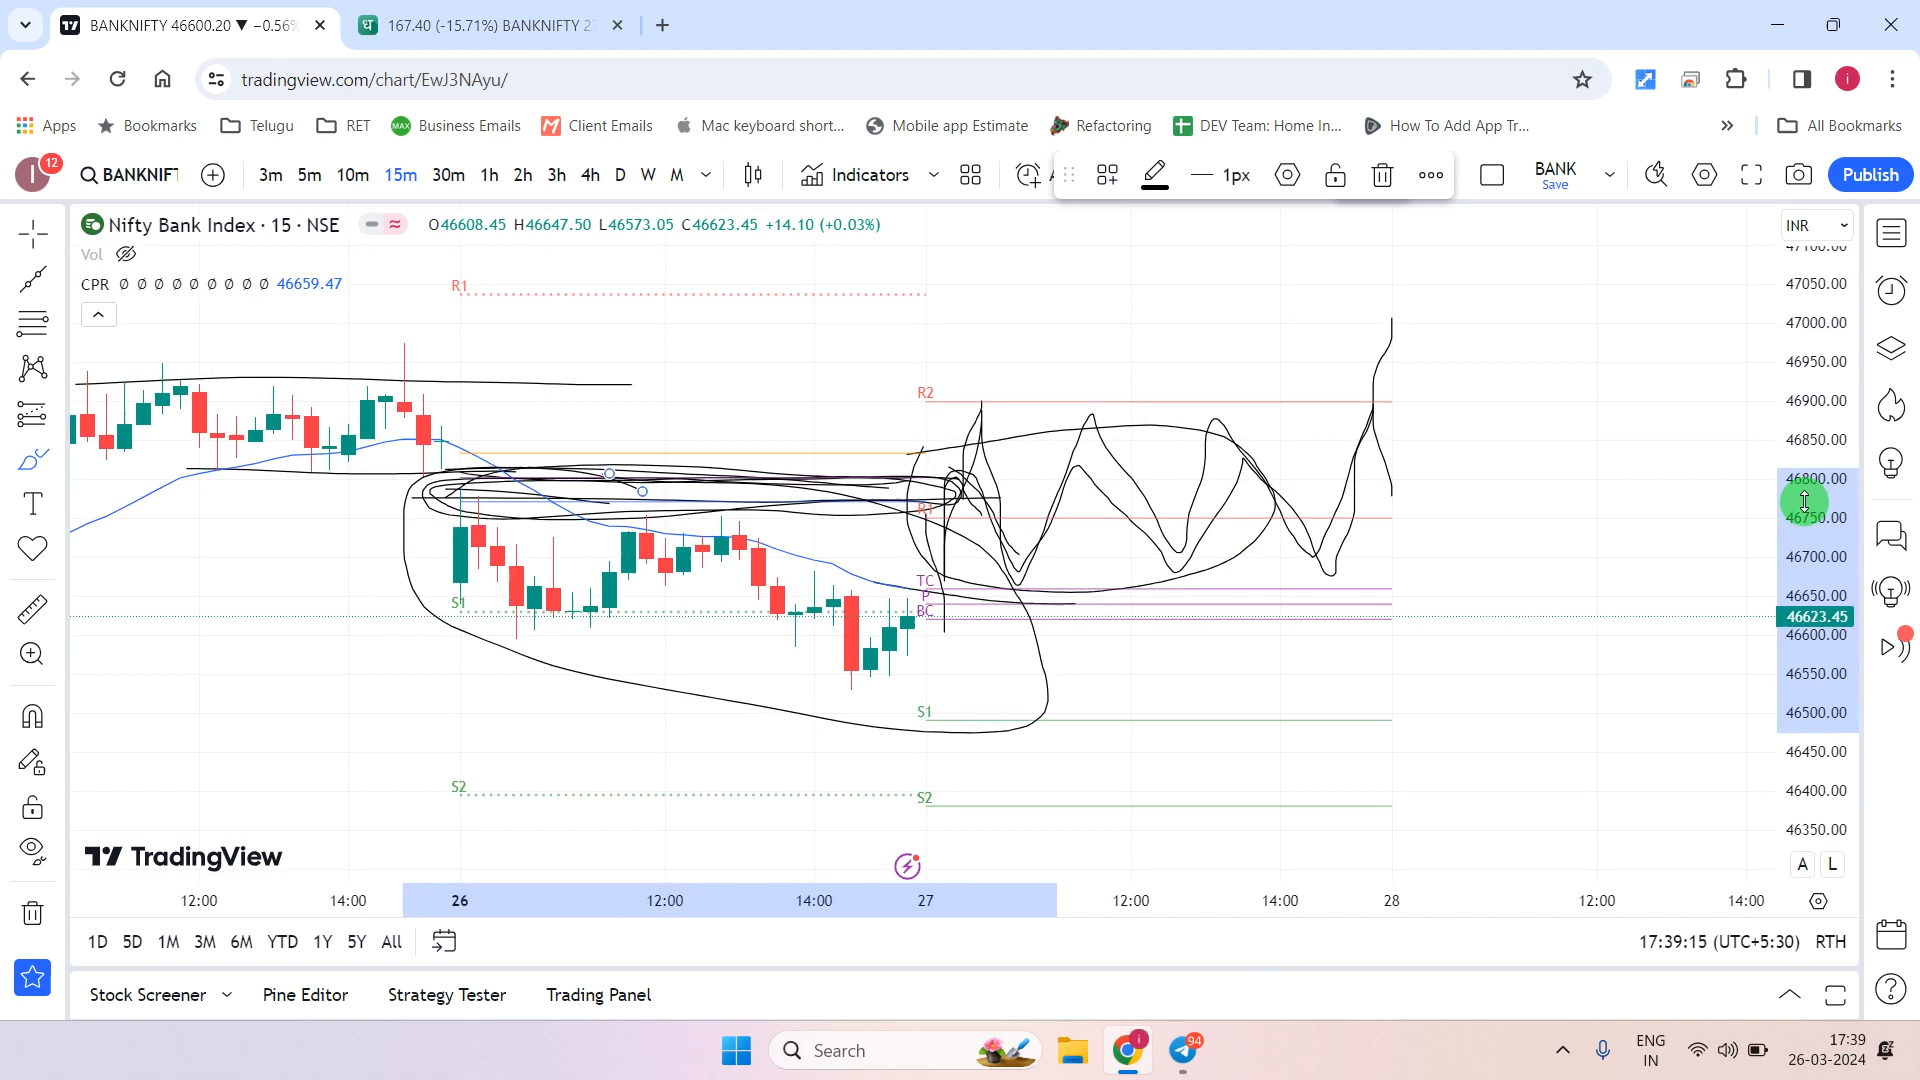 BANKNIFTY 46600.20 ▼ −0.56%
167.40 (-15.71%) BANKNIFTY 27
tradingview.com/chart/EwJ3NAyu/
i
Apps
Bookmarks
Telugu
RET
MAX
Business Emails
Client Emails
Mac keyboard short...
Mobile app Estimate
Refactoring
DEV Team: Home In...
How To Add App Tr...
»
All Bookmarks
I
12
BANKNIFT
3m 5m 10m 15m 30m 1h 2h 3h 4h D W M
Indicators
1px
BANK
Save
Publish
Nifty Bank Index · 15 · NSE
O46608.45 H46647.50 L46573.05 C46623.45 +14.10 (+0.03%)
INR
Vol
CPR Ø Ø Ø Ø Ø Ø Ø Ø Ø 46659.47
47100.00
47050.00
47000.00
46950.00
46900.00
46850.00
46800.00
46750.00
46700.00
46650.00
46623.45
46600.00
46550.00
46500.00
46450.00
46400.00
46350.00
R1
S1
S2
R2
R1
TC
P
BC
S1
S2
TradingView
A L
12:00 14:00 26 12:00 14:00 27 12:00 14:00 28 12:00 14:00
1D 5D 1M 3M 6M YTD 1Y 5Y All
17:39:15 (UTC+5:30) RTH
Stock Screener
Pine Editor
Strategy Tester
Trading Panel
Search
i
94
ENG
IN
17:39
26-03-2024